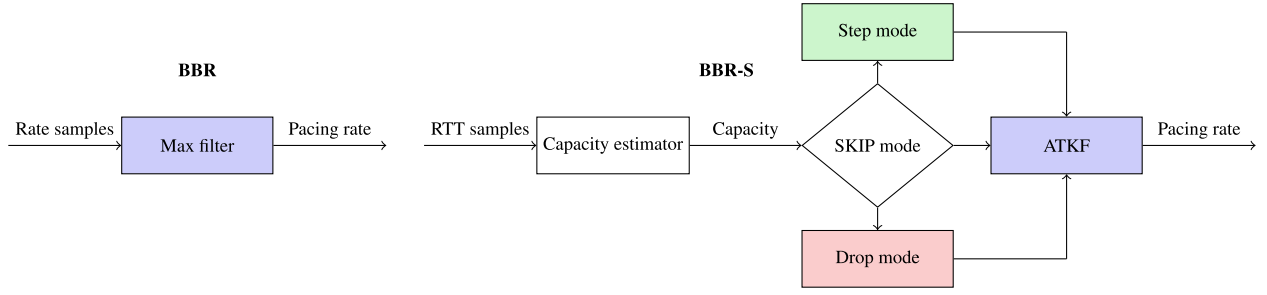 BBR
Rate samples
Max filter
Pacing rate
BBR-S
RTT samples
Capacity estimator
Capacity
SKIP mode
Step mode
Drop mode
ATKF
Pacing rate